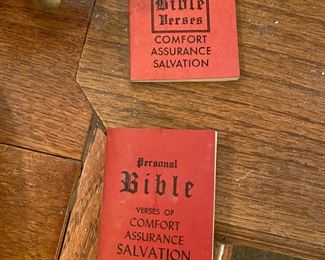 Bible
Verses
COMFORT
ASSURANCE
SALVATION
Personal
Bible
VERSES OF
COMFORT
ASSURANCE
SALVATION